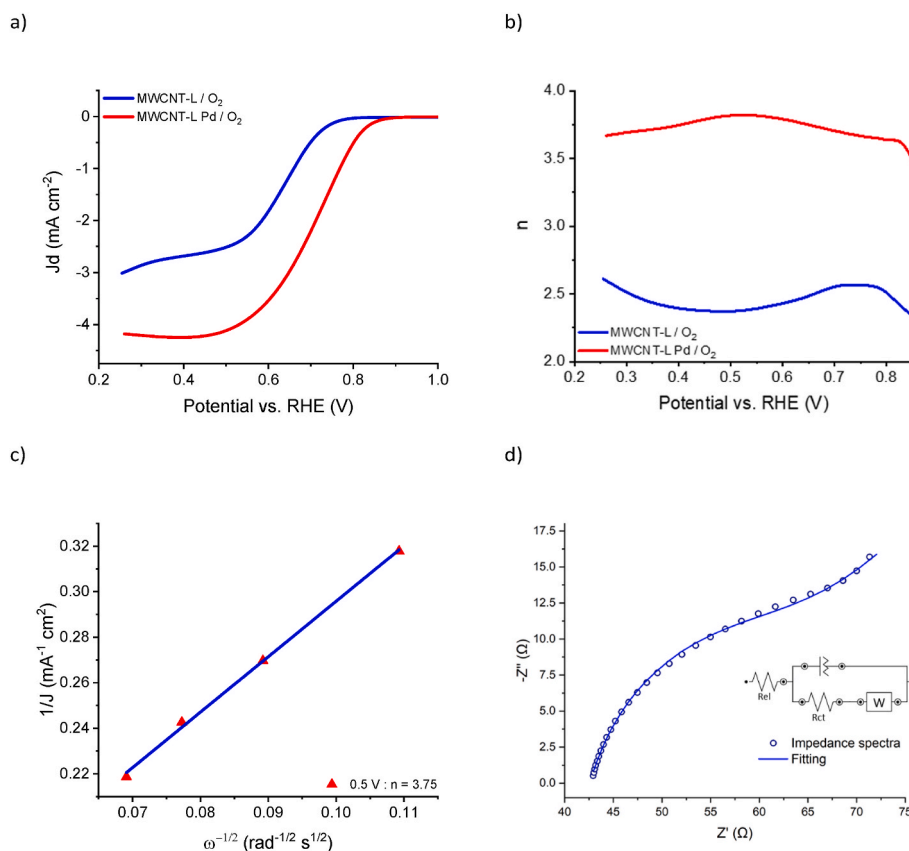 a)
MWCNT-L / O2
MWCNT-L Pd / O2
0
-1
-2
-3
-4
Jd (mA cm-2)
0.2 0.4 0.6 0.8 1.0
Potential vs. RHE (V)
b)
4.0
3.5
3.0
2.5
2.0
n
MWCNT-L / O2
MWCNT-L Pd / O2
0.2 0.3 0.4 0.5 0.6 0.7 0.8
Potential vs. RHE (V)
c)
0.32
0.30
0.28
0.26
0.24
0.22
1/J (mA-1 cm2)
0.5 V : n = 3.75
0.07 0.08 0.09 0.10 0.11
ω−1/2 (rad-1/2 s1/2)
d)
17.5
15.0
12.5
10.0
7.5
5.0
2.5
0.0
-Z" (Ω)
Rel
Rct
W
Impedance spectra
Fitting
40 45 50 55 60 65 70 75
Z' (Ω)